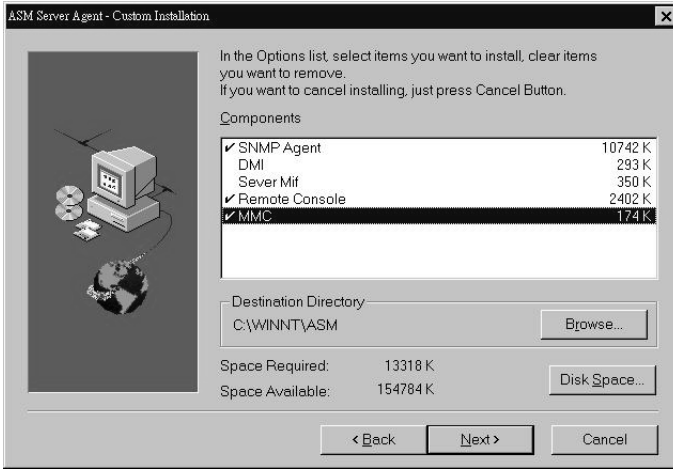 ASM Server Agent - Custom Installation
In the Options list, select items you want to install, clear items
you want to remove.
If you want to cancel installing, just press Cancel Button.
Components
✔ SNMP Agent 10742 K
DMI 293 K
Sever Mif 350 K
✔ Remote Console 2402 K
✔ MMC 174 K
Destination Directory
C:\WINNT\ASM
Browse...
Space Required: 13318 K
Space Available: 154784 K
Disk Space...
< Back Next > Cancel